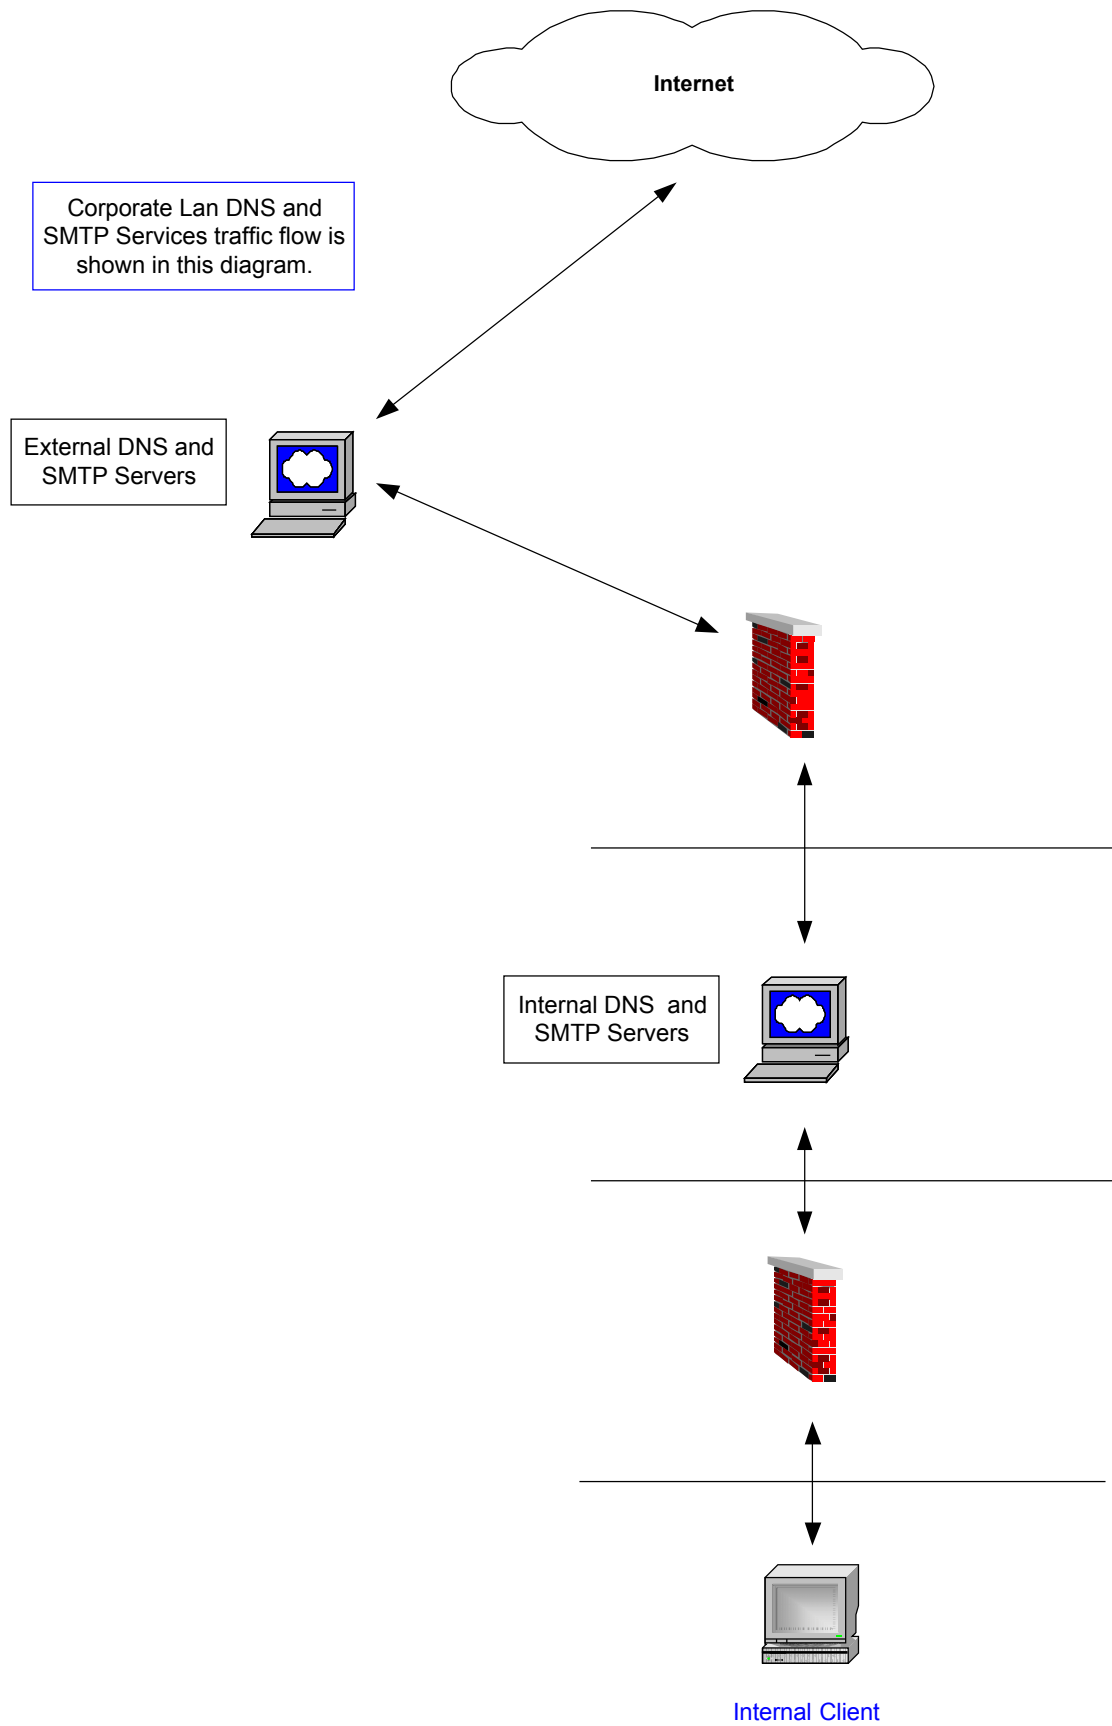 Internet
Corporate Lan DNS and
SMTP Services traffic flow is
shown in this diagram.
External DNS and
SMTP Servers
Internal DNS  and
SMTP Servers
Internal Client